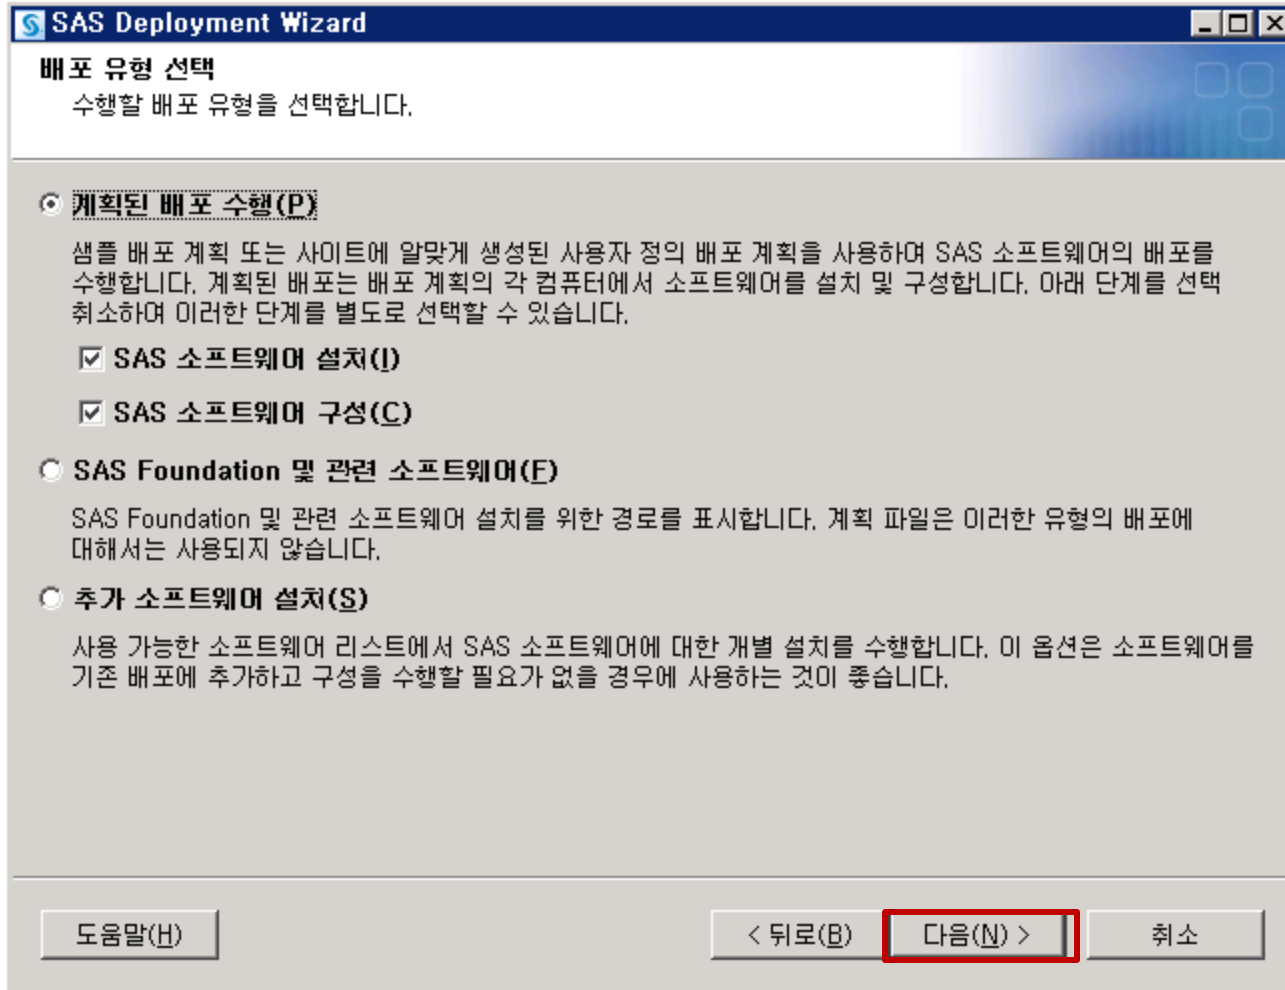 SAS Deployment Wizard
배포 유형 선택
수행할 배포 유형을 선택합니다.
계획된 배포 수행(P)
샘플 배포 계획 또는 사이트에 알맞게 생성된 사용자 정의 배포 계획을 사용하여 SAS 소프트웨어의 배포를
수행합니다. 계획된 배포는 배포 계획의 각 컴퓨터에서 소프트웨어를 설치 및 구성합니다. 아래 단계를 선택
취소하여 이러한 단계를 별도로 선택할 수 있습니다.
SAS 소프트웨어 설치(I)
SAS 소프트웨어 구성(C)
SAS Foundation 및 관련 소프트웨어(F)
SAS Foundation 및 관련 소프트웨어 설치를 위한 경로를 표시합니다. 계획 파일은 이러한 유형의 배포에
대해서는 사용되지 않습니다.
추가 소프트웨어 설치(S)
사용 가능한 소프트웨어 리스트에서 SAS 소프트웨어에 대한 개별 설치를 수행합니다. 이 옵션은 소프트웨어를
기존 배포에 추가하고 구성을 수행할 필요가 없을 경우에 사용하는 것이 좋습니다.
도움말(H) < 뒤로(B) 다음(N) > 취소